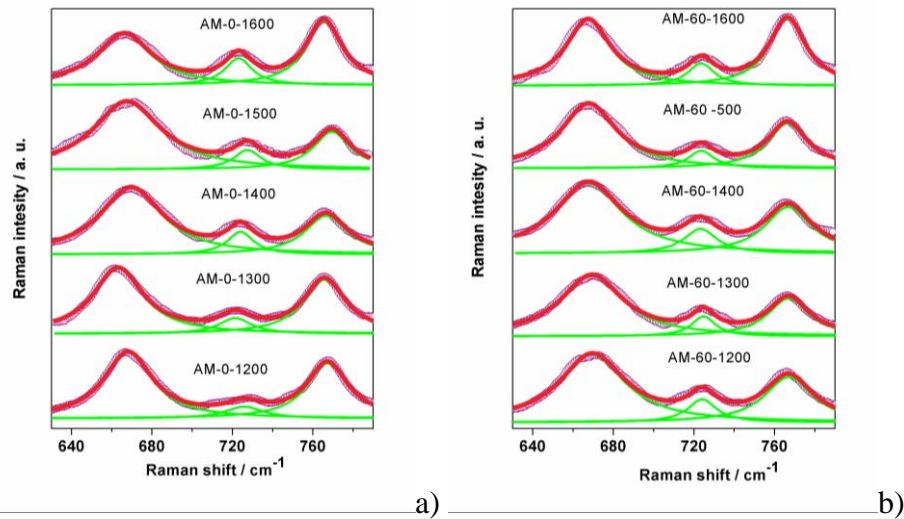 AM-0-1600
AM-0-1500
AM-0-1400
AM-0-1300
AM-0-1200
Raman intesity / a. u.
640 680 720 760
Raman shift / cm-1
a)
AM-60-1600
AM-60 -500
AM-60-1400
AM-60-1300
AM-60-1200
Raman intesity / a. u.
640 680 720 760
Raman shift / cm-1
b)